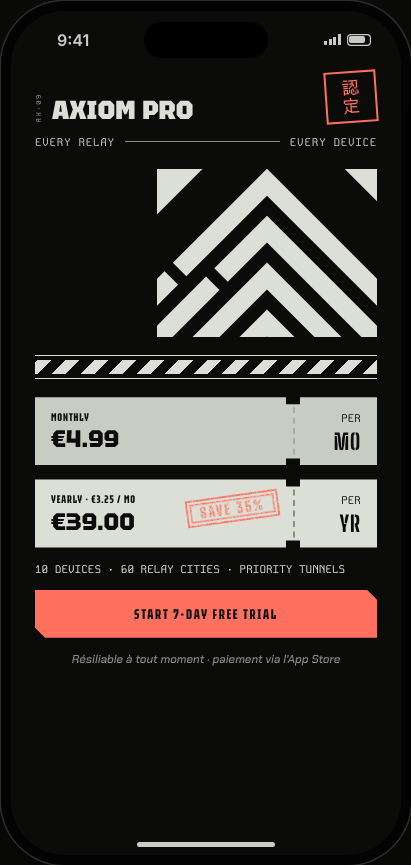 9:41
認定
AX-09
AXIOM PRO
EVERY RELAY
EVERY DEVICE
MONTHLY
€4.99
PER
MO
YEARLY · €3.25 / MO
€39.00
SAVE 35%
PER
YR
10 DEVICES · 60 RELAY CITIES · PRIORITY TUNNELS
START 7-DAY FREE TRIAL
Résiliable à tout moment · paiement via l'App Store